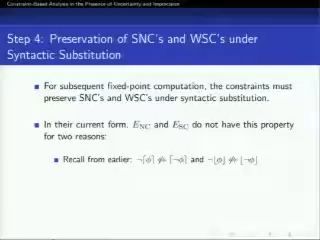 Constraint-Based Analysis in the Presence of Uncertainty and Imprecision
Step 4: Preservation of SNC's and WSC's under
Syntactic Substitution
For subsequent fixed-point computation, the constraints must
preserve SNC's and WSC's under syntactic substitution.
In their current form, E_NC and E_SC do not have this property
for two reasons:
Recall from earlier: ¬⌈ϕ⌉ ⇎ ⌈¬ϕ⌉ and ¬⌊ϕ⌋ ⇎ ⌊¬ϕ⌋